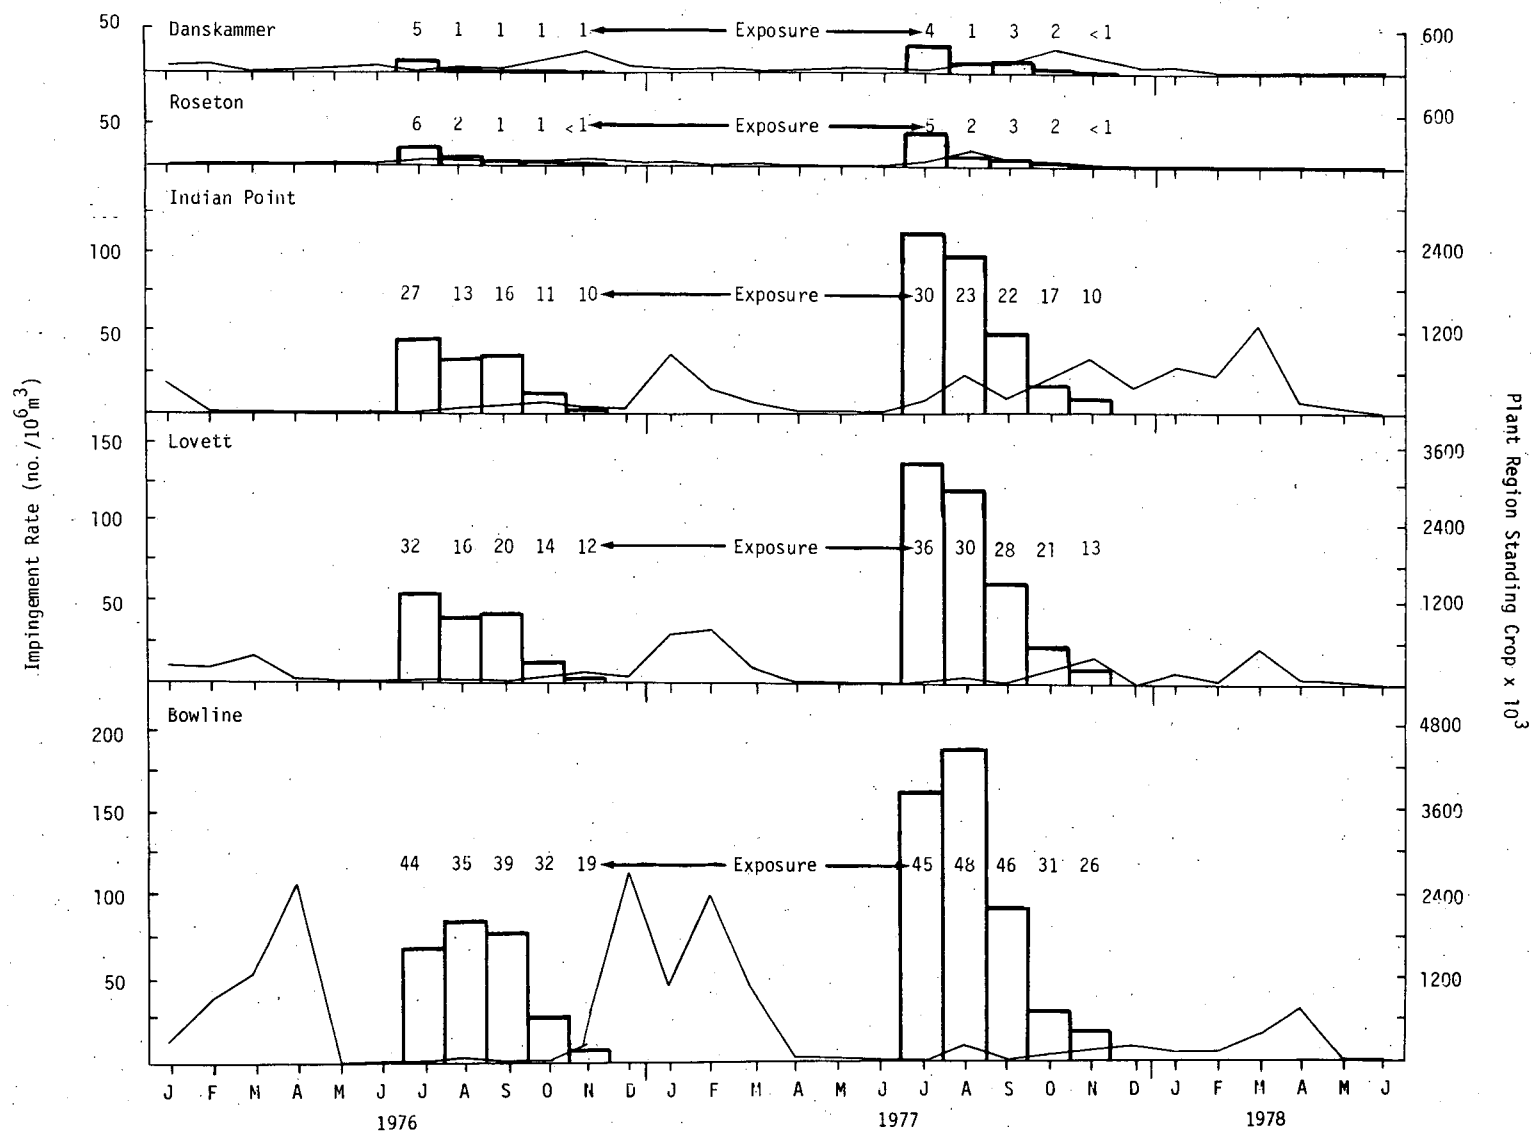 50 Danskammer 5 1 1 1 1 Exposure 4 1 3 2 <1 600
Roseton
50 6 2 1 1 <1 Exposure 5 2 3 2 <1 600
Indian Point
100 2400
27 13 16 11 10 Exposure 30 23 22 17 10
50 1200
Impingement Rate (no./10⁶m³)
Plant Region Standing Crop x 10³
150 Lovett 3600
100 2400
32 16 20 14 12 Exposure 36 30 28 21 13
50 1200
Bowline
200 4800
150 3600
44 35 39 32 19 Exposure 45 48 46 31 26
100 2400
50 1200
J F M A M J J A S O N D J F M A M J J A S O N D J F M A M J
1976 1977 1978